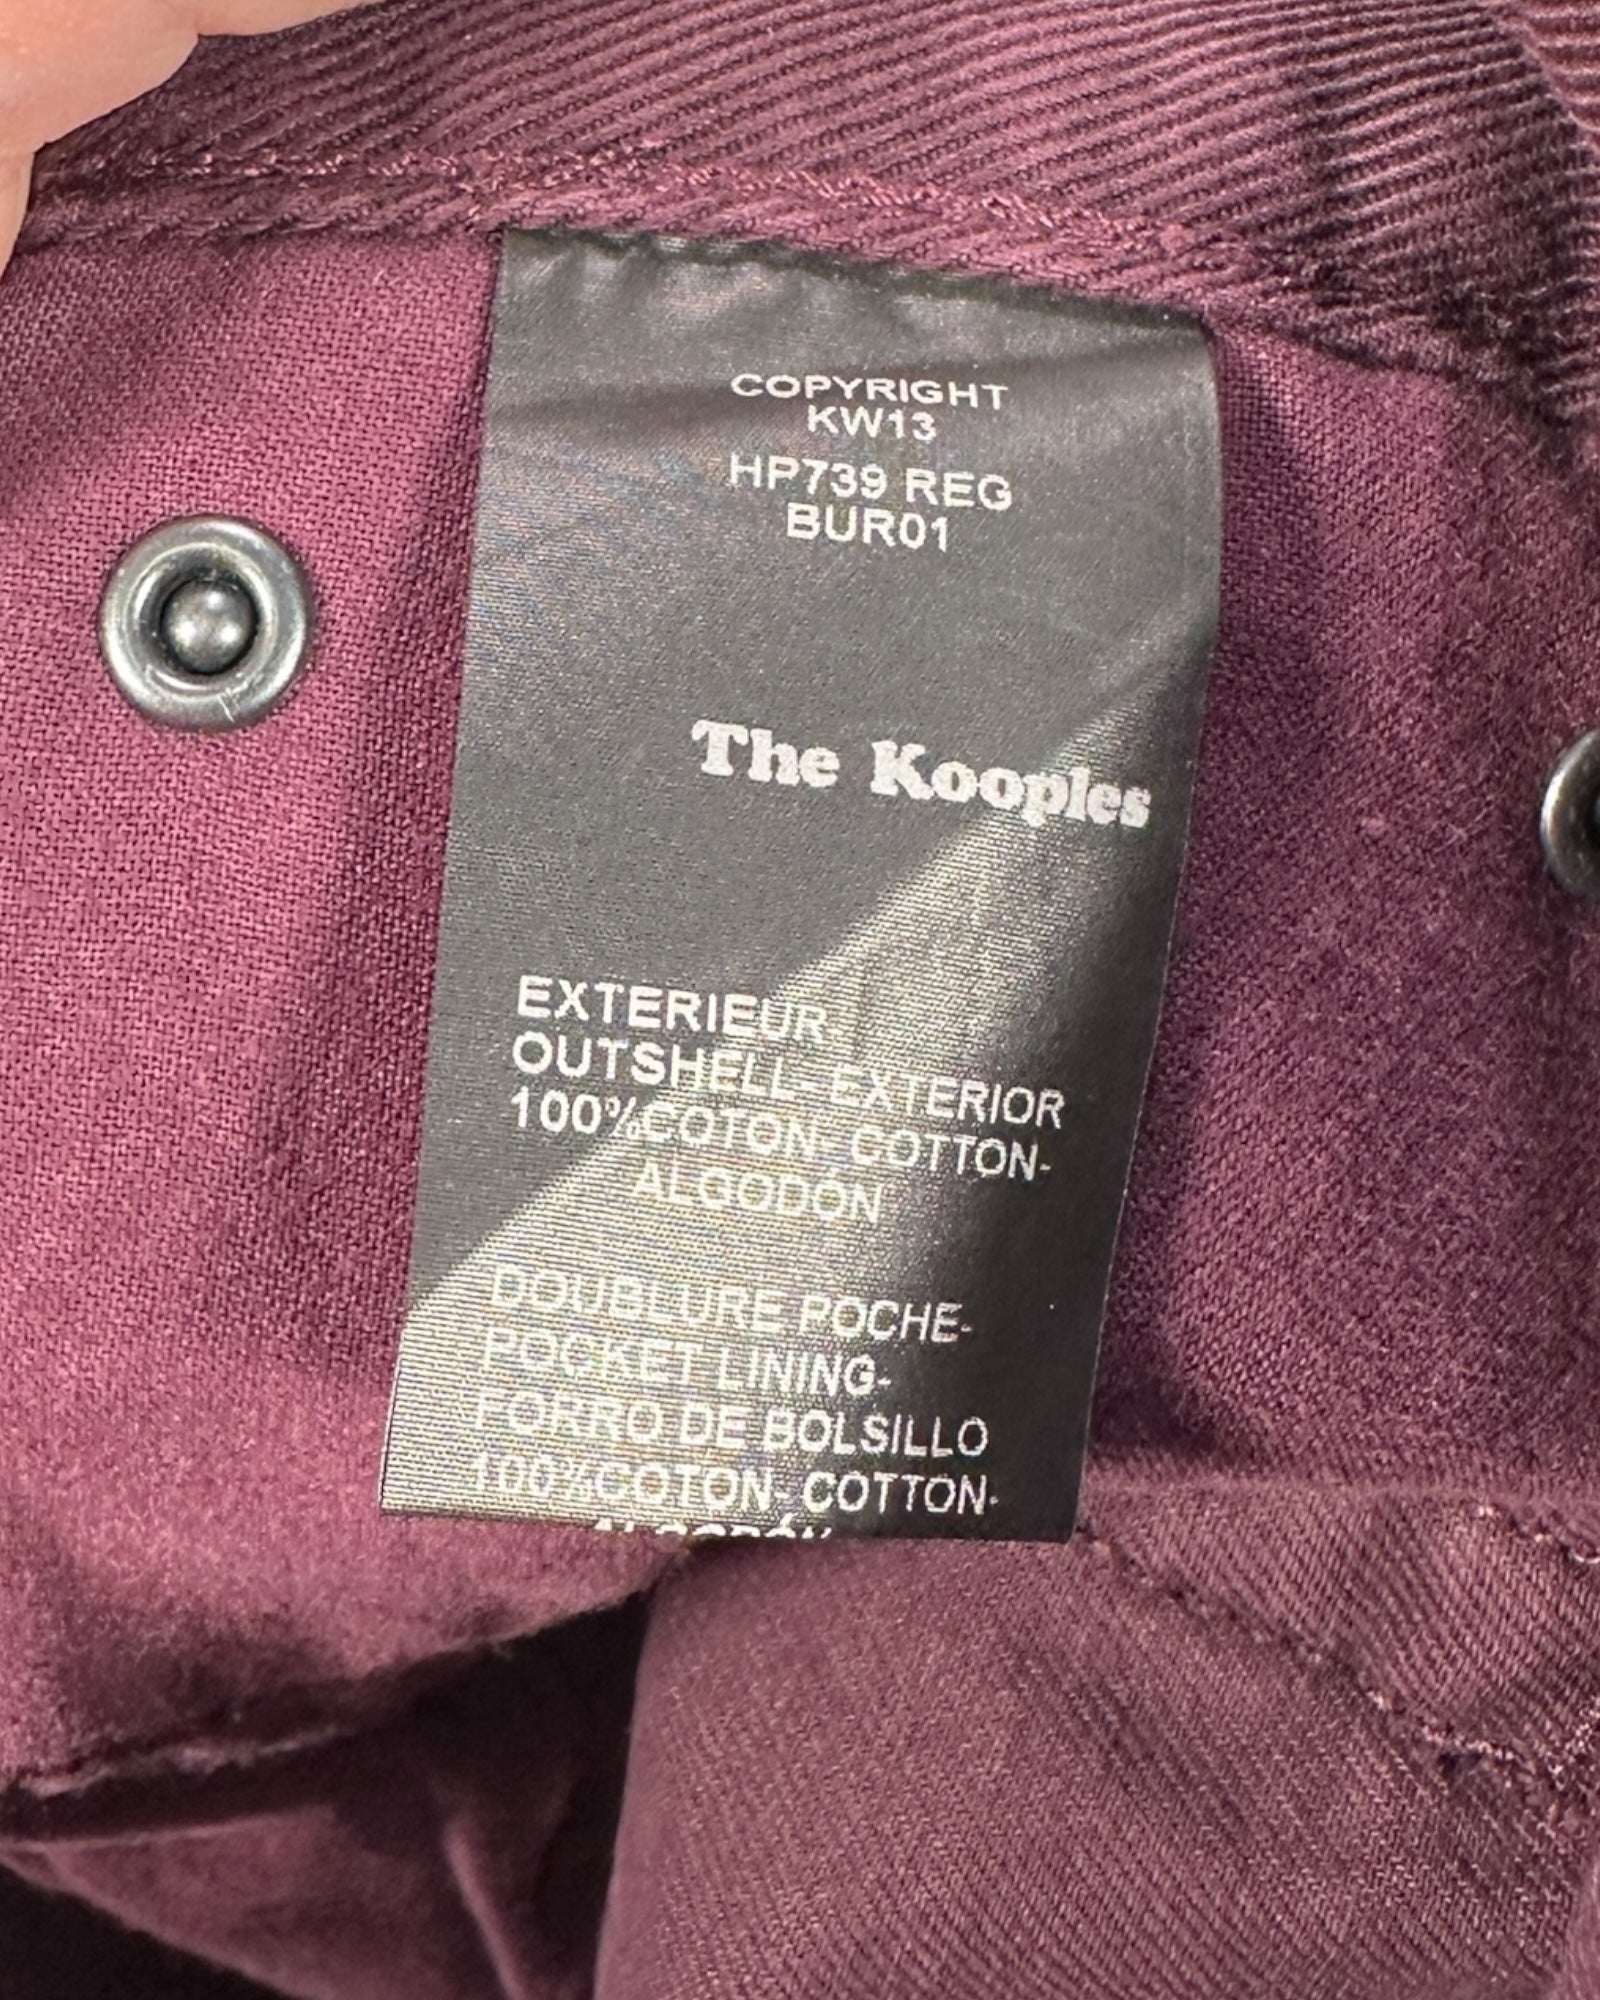 COPYRIGHT
KW13
HP739 REG
BUR01
The Kooples
EXTERIEUR-
OUTSHELL-EXTERIOR
100%COTON-COTTON-
ALGODÓN
DOUBLURE POCHE-
POCKET LINING-
FORRO DE BOLSILLO
100%COTON-COTTON-
ALGODÓN